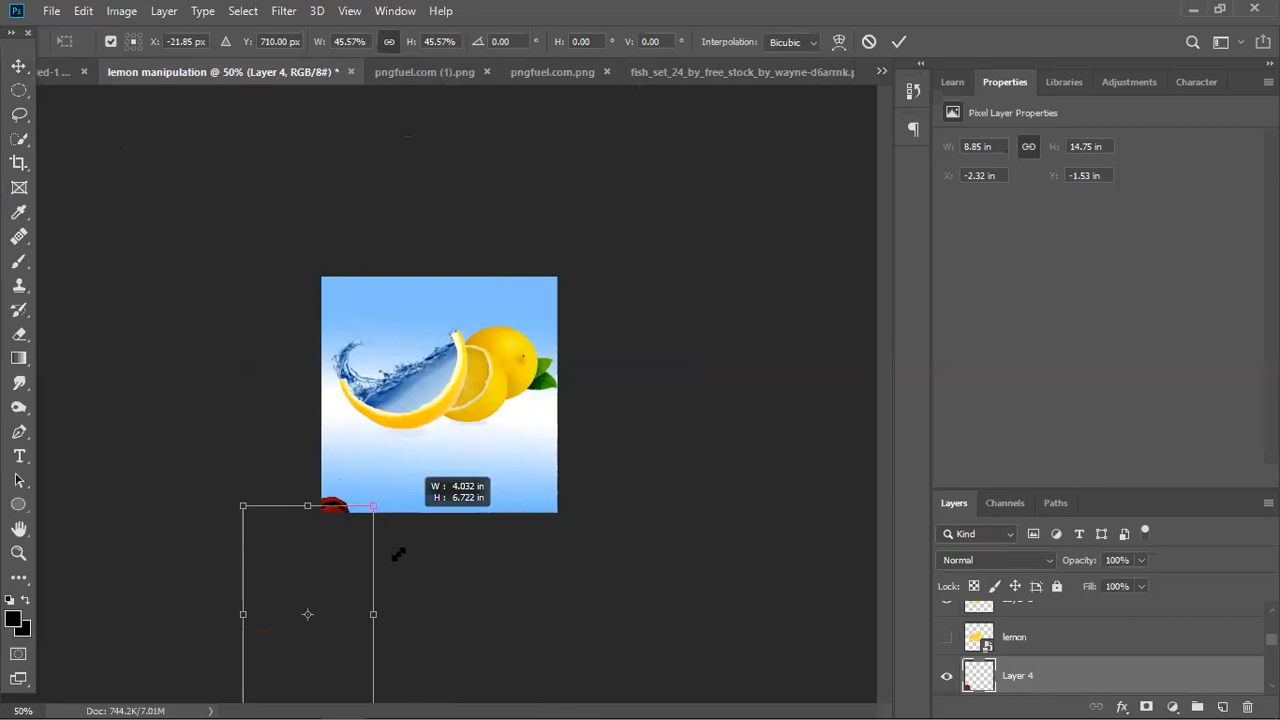 Ps File Edit Image Layer Type Select Filter 3D View Window Help
X: -21.85 px Y: 710.00 px W: 45.57% H: 45.57% 0.00 ° H: 0.00 ° V: 0.00 ° Interpolation: Bicubic
ed-1 ... × lemon manipulation @ 50% (Layer 4, RGB/8#) * × pngfuel.com (1).png × pngfuel.com.png × fish_set_24_by_free_stock_by_wayne-d6arrnk.p
Learn Properties Libraries Adjustments Character
Pixel Layer Properties
W: 8.85 in H: 14.75 in
X: -2.32 in Y: -1.53 in
W : 4.032 in
H : 6.722 in
Layers Channels Paths
Kind
Normal Opacity: 100%
Lock: Fill: 100%
lemon
Layer 4
50% Doc: 744.2K/7.01M